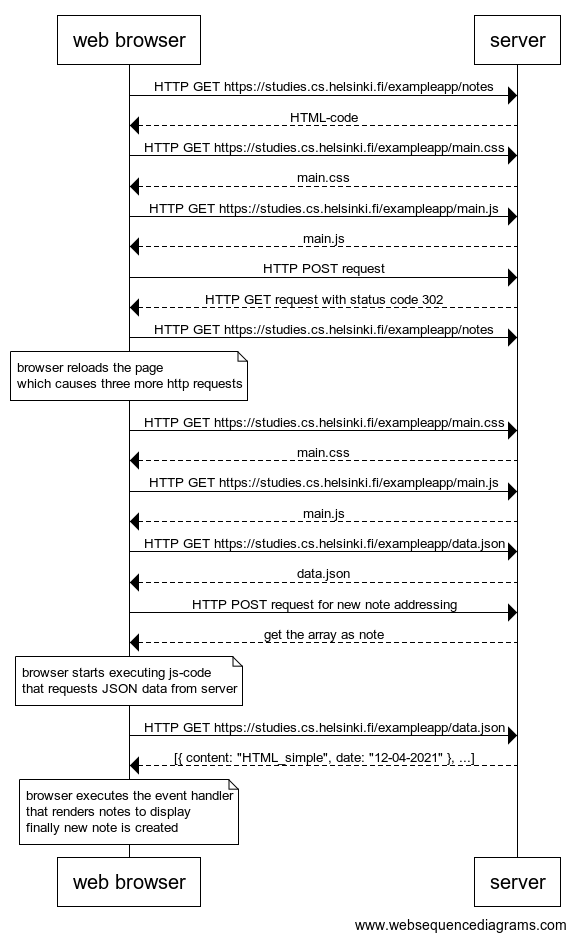 web browser
server
HTTP GET https://studies.cs.helsinki.fi/exampleapp/notes
HTML-code
HTTP GET https://studies.cs.helsinki.fi/exampleapp/main.css
main.css
HTTP GET https://studies.cs.helsinki.fi/exampleapp/main.js
main.js
HTTP POST request
HTTP GET request with status code 302
HTTP GET https://studies.cs.helsinki.fi/exampleapp/notes
browser reloads the page
which causes three more http requests
HTTP GET https://studies.cs.helsinki.fi/exampleapp/main.css
main.css
HTTP GET https://studies.cs.helsinki.fi/exampleapp/main.js
main.js
HTTP GET https://studies.cs.helsinki.fi/exampleapp/data.json
data.json
HTTP POST request for new note addressing
get the array as note
browser starts executing js-code
that requests JSON data from server
HTTP GET https://studies.cs.helsinki.fi/exampleapp/data.json
[{ content: "HTML_simple", date: "12-04-2021" }, ...]
browser executes the event handler
that renders notes to display
finally new note is created
web browser
server
www.websequencediagrams.com